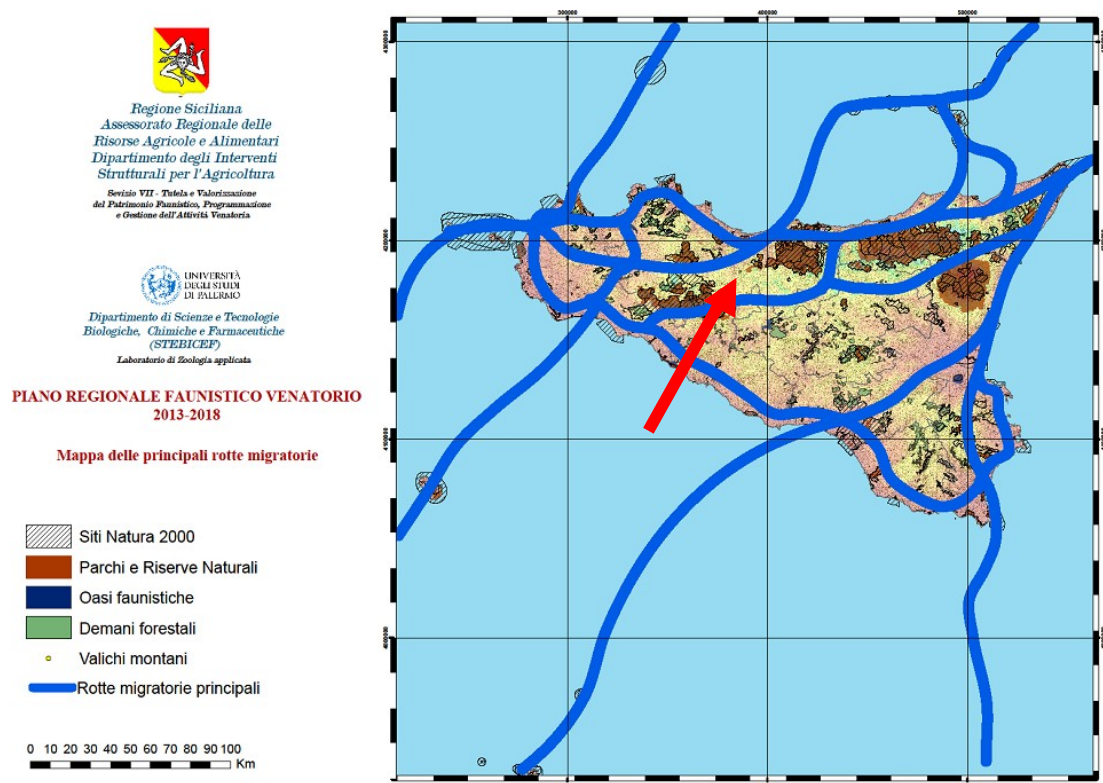 Regione Siciliana
Assessorato Regionale delle
Risorse Agricole e Alimentari
Dipartimento degli Interventi
Strutturali per l'Agricoltura
Sevizio VII - Tutela e Valorizzazione
del Patrimonio Faunistico, Programmazione
e Gestione dell'Attività Venatoria
UNIVERSITÀ
DEGLI STUDI
DI PALERMO
Dipartimento di Scienze e Tecnologie
Biologiche, Chimiche e Farmaceutiche
(STEBICEF)
Laboratorio di Zoologia applicata
PIANO REGIONALE FAUNISTICO VENATORIO
2013-2018
Mappa delle principali rotte migratorie
Siti Natura 2000
Parchi e Riserve Naturali
Oasi faunistiche
Demani forestali
Valichi montani
Rotte migratorie principali
0 10 20 30 40 50 60 70 80 90 100
Km
300000 400000 500000